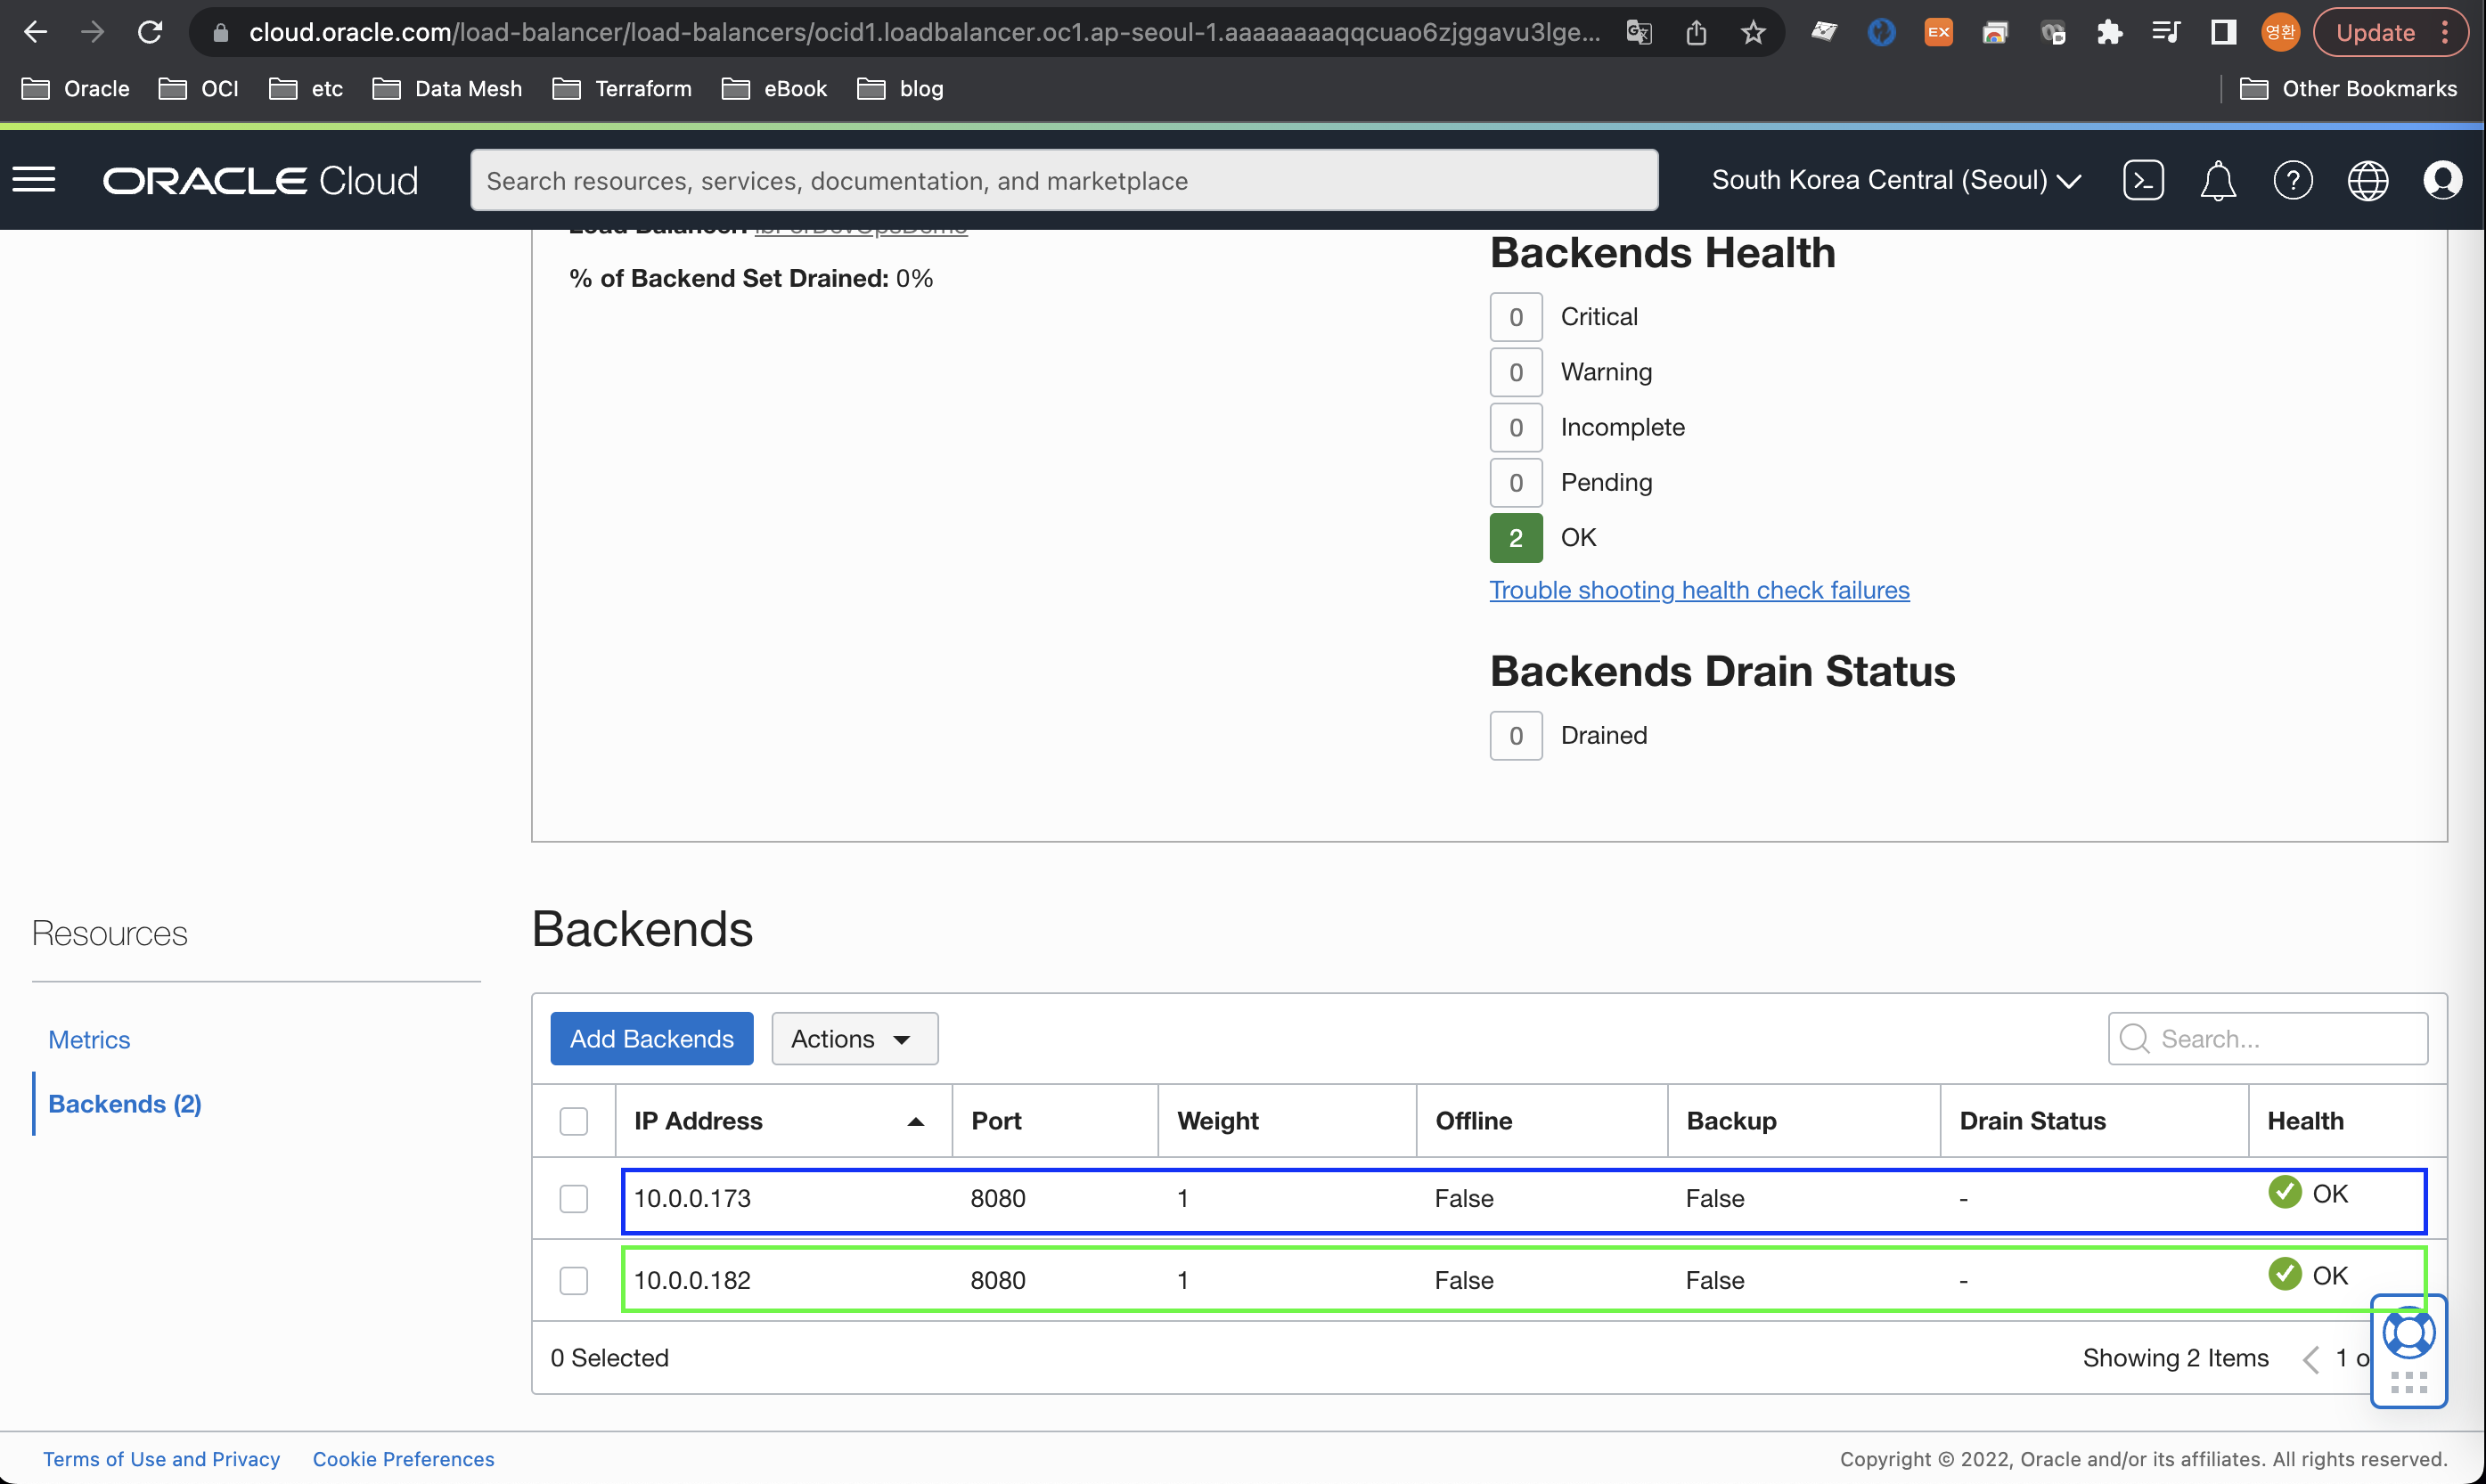 cloud.oracle.com/load-balancer/load-balancers/ocid1.loadbalancer.oc1.ap-seoul-1.aaaaaaaaqqcuao6zjggavu3lge...
EX
영환
Update
Oracle
OCI
etc
Data Mesh
Terraform
eBook
blog
Other Bookmarks
ORACLE Cloud
Search resources, services, documentation, and marketplace
South Korea Central (Seoul)
Load Balancer: lbForDevOpsDemo
% of Backend Set Drained: 0%
Backends Health
0 Critical
0 Warning
0 Incomplete
0 Pending
2 OK
Trouble shooting health check failures
Backends Drain Status
0 Drained
Resources
Metrics
Backends (2)
Backends
Add Backends
Actions
Search...
IP Address Port Weight Offline Backup Drain Status Health
10.0.0.173 8080 1 False False - OK
10.0.0.182 8080 1 False False - OK
0 Selected
Showing 2 Items
1 o
Terms of Use and Privacy
Cookie Preferences
Copyright © 2022, Oracle and/or its affiliates. All rights reserved.